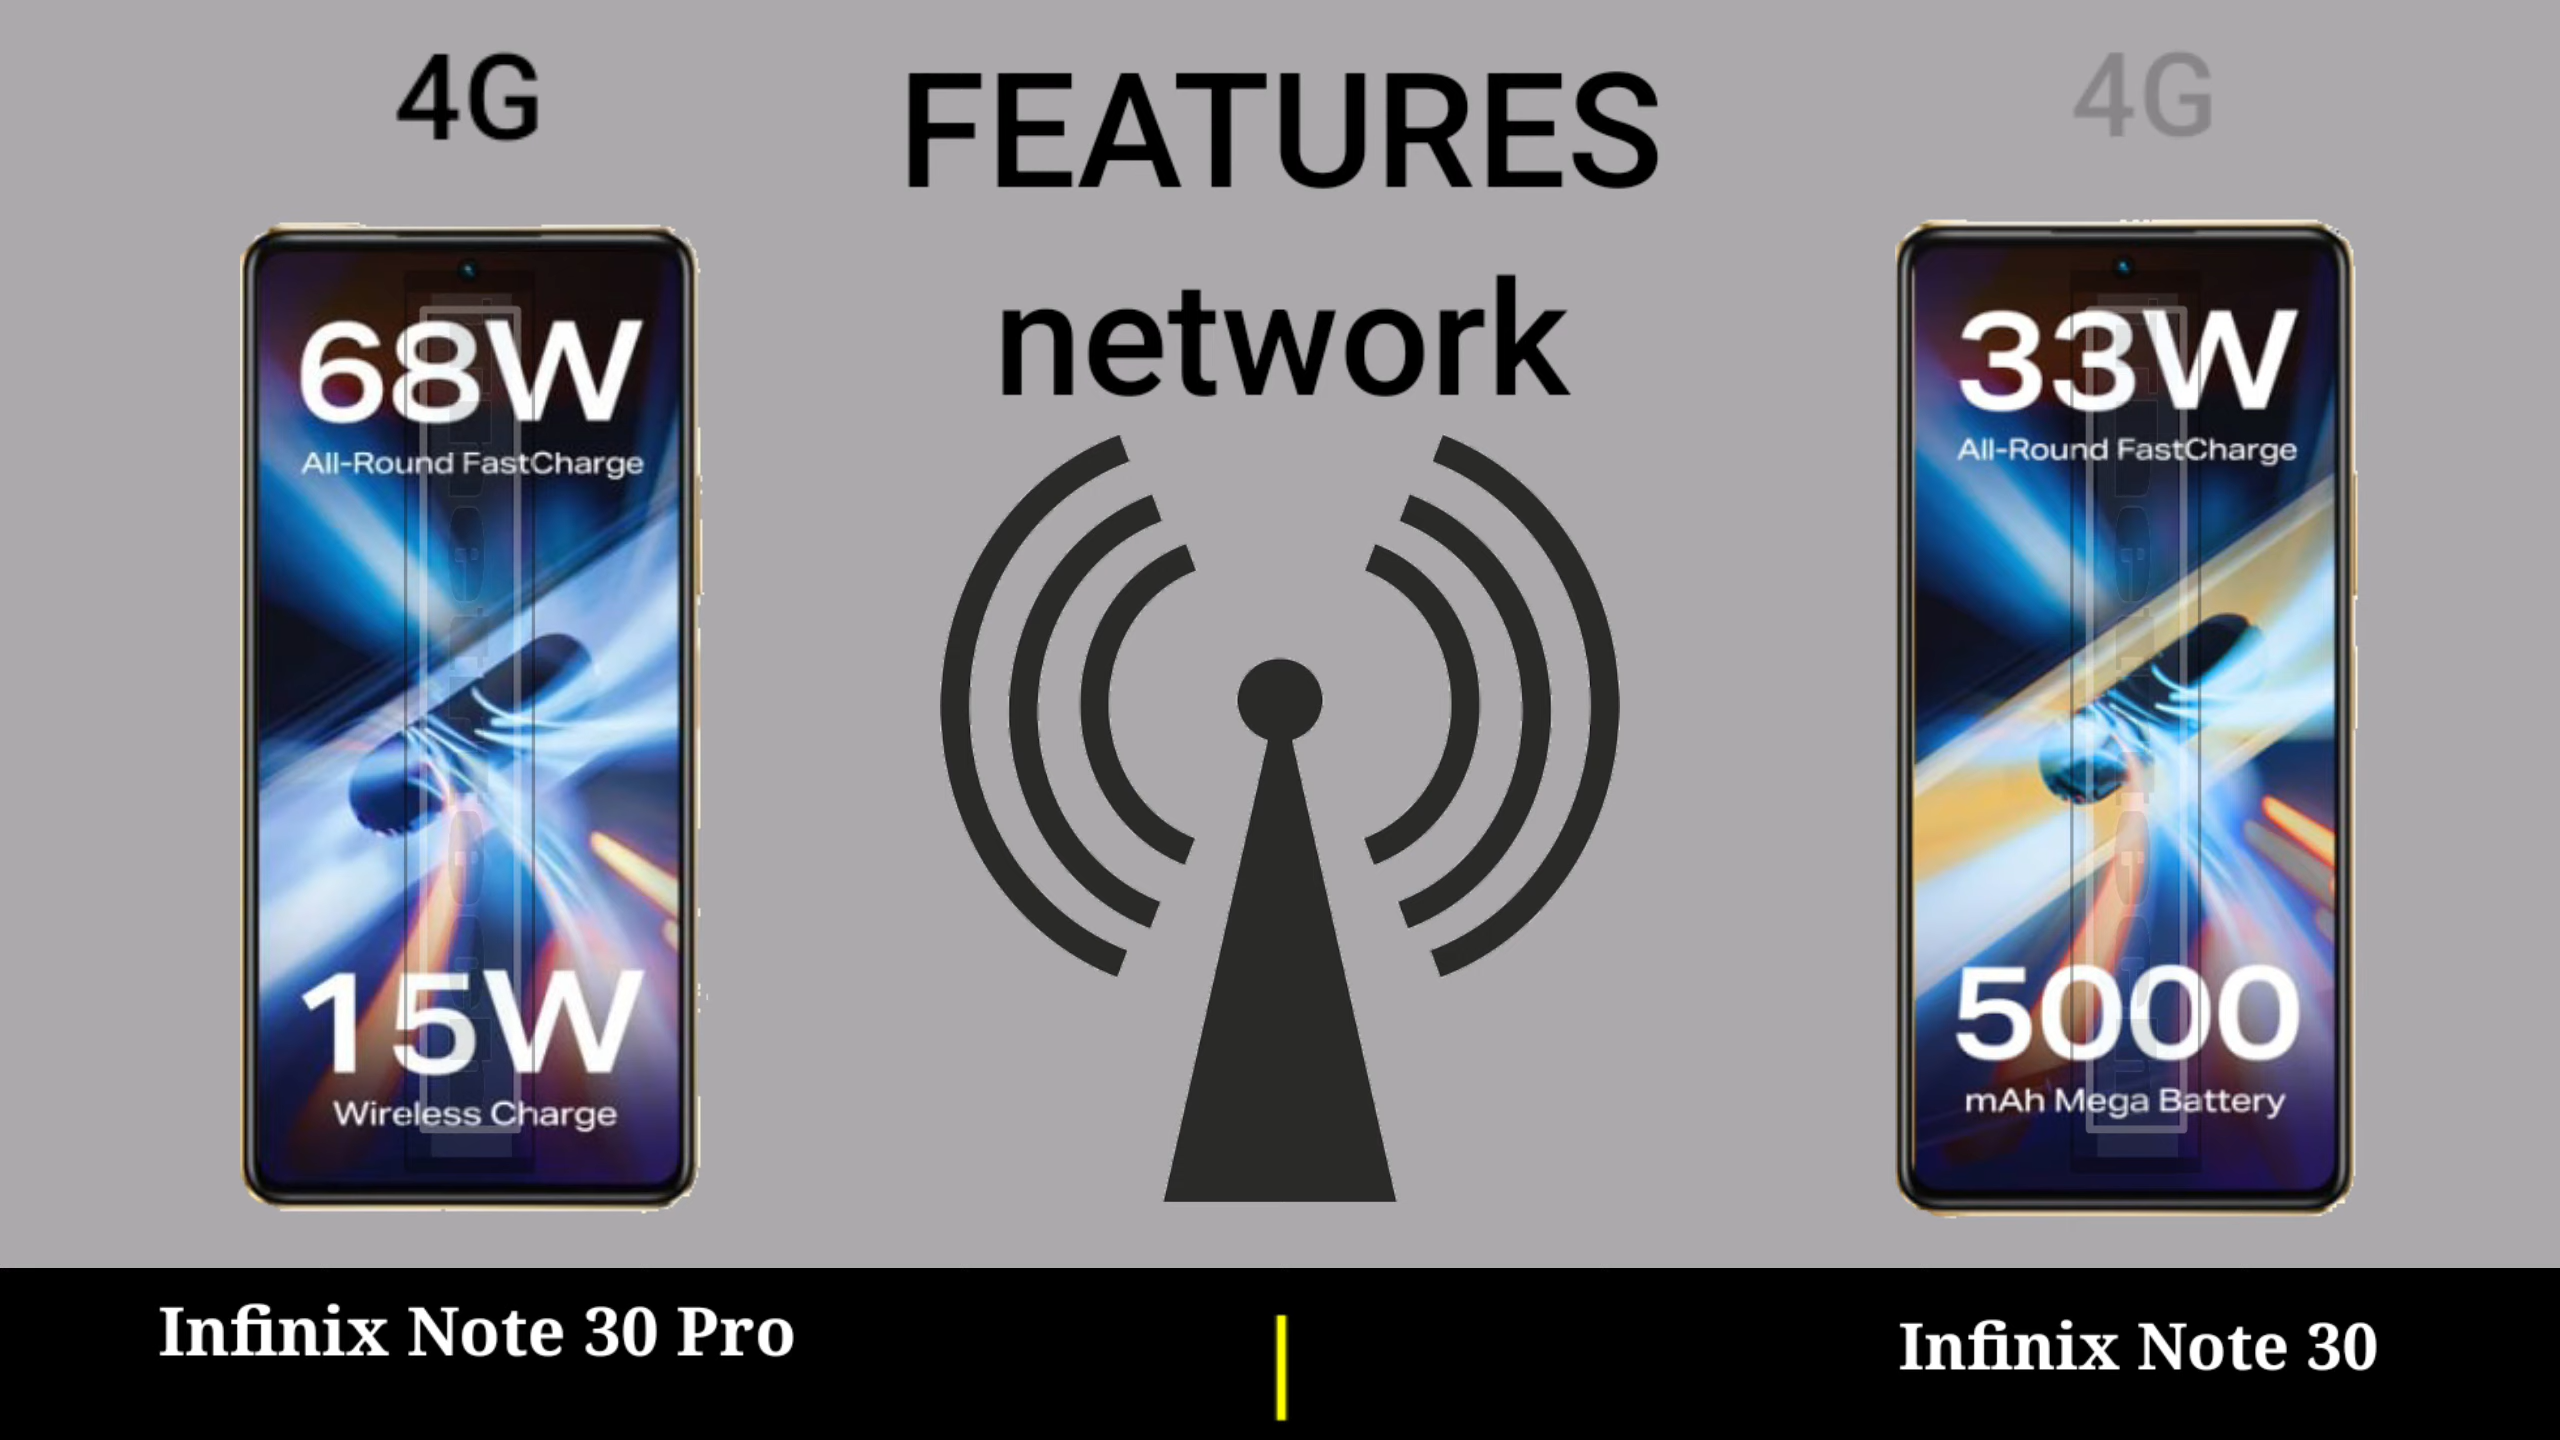 4G
FEATURES
4G
network
68W
All-Round FastCharge
15W
Wireless Charge
33W
All-Round FastCharge
5000
mAh Mega Battery
Infinix Note 30 Pro
Infinix Note 30